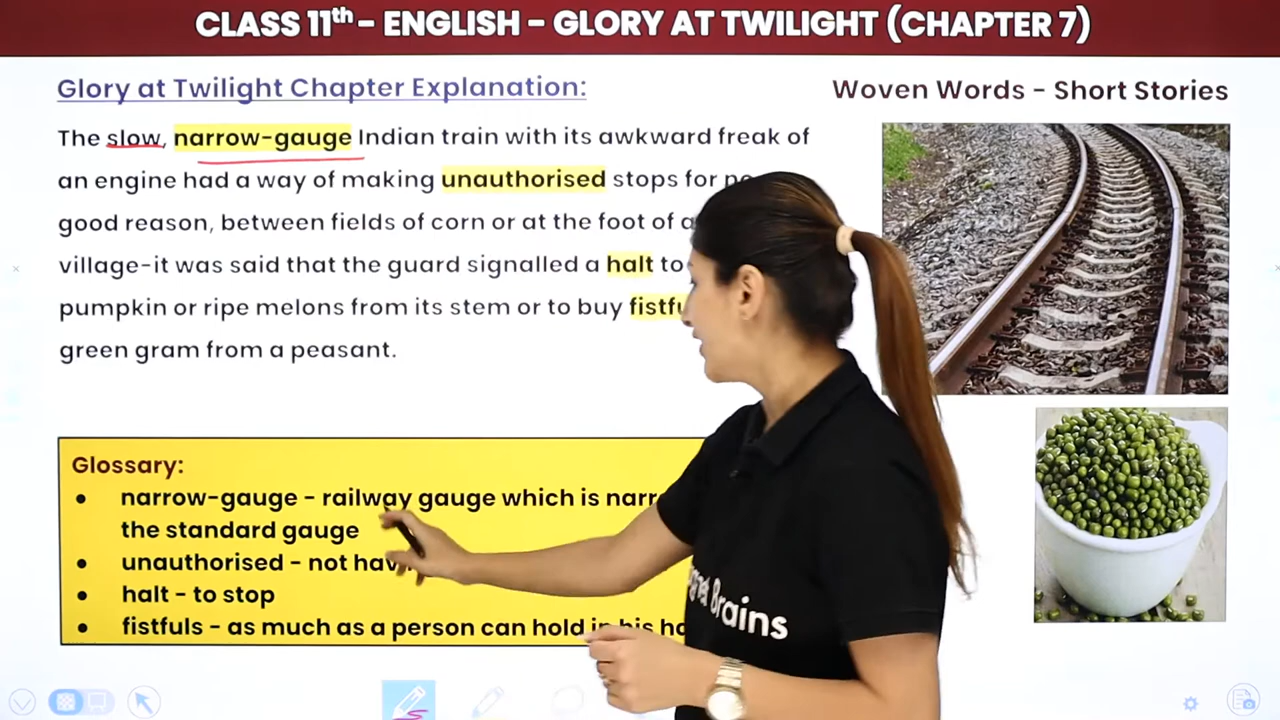 CLASS 11th - ENGLISH - GLORY AT TWILIGHT (CHAPTER 7)
Glory at Twilight Chapter Explanation:
Woven Words - Short Stories
The slow, narrow-gauge Indian train with its awkward freak of
an engine had a way of making unauthorised stops for
good reason, between fields of corn or at the foot of
village-it was said that the guard signalled a halt to
pumpkin or ripe melons from its stem or to buy
green gram from a peasant.
Glossary:
● narrow-gauge - railway gauge which is
the standard gauge
● unauthorised - not
● halt - to stop
● fistfuls - as much as a person can hold in his
Brains